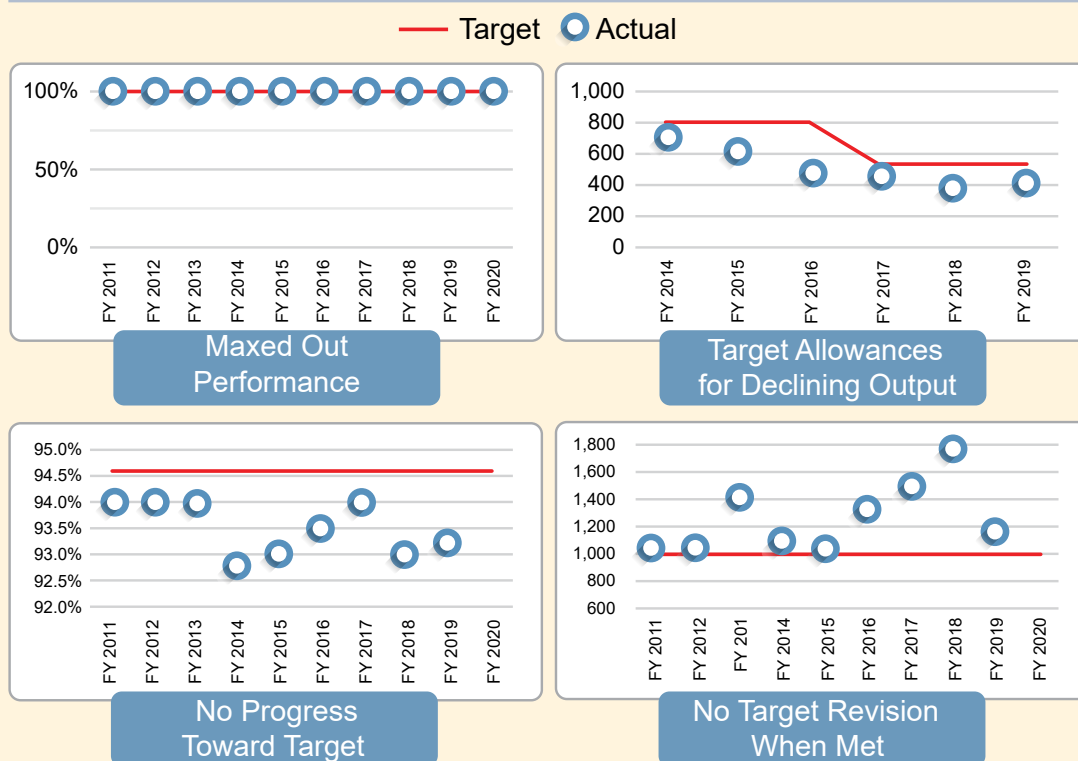 Target Actual
100%
50%
0%
FY 2011
FY 2012
FY 2013
FY 2014
FY 2015
FY 2016
FY 2017
FY 2018
FY 2019
FY 2020
Maxed Out
Performance
1,000
800
600
400
200
0
FY 2014
FY 2015
FY 2016
FY 2017
FY 2018
FY 2019
Target Allowances
for Declining Output
95.0%
94.5%
94.0%
93.5%
93.0%
92.5%
92.0%
FY 2011
FY 2012
FY 2013
FY 2014
FY 2015
FY 2016
FY 2017
FY 2018
FY 2019
FY 2020
No Progress
Toward Target
1,800
1,600
1,400
1,200
1,000
800
600
FY 2011
FY 2012
FY 201
FY 2014
FY 2015
FY 2016
FY 2017
FY 2018
FY 2019
FY 2020
No Target Revision
When Met